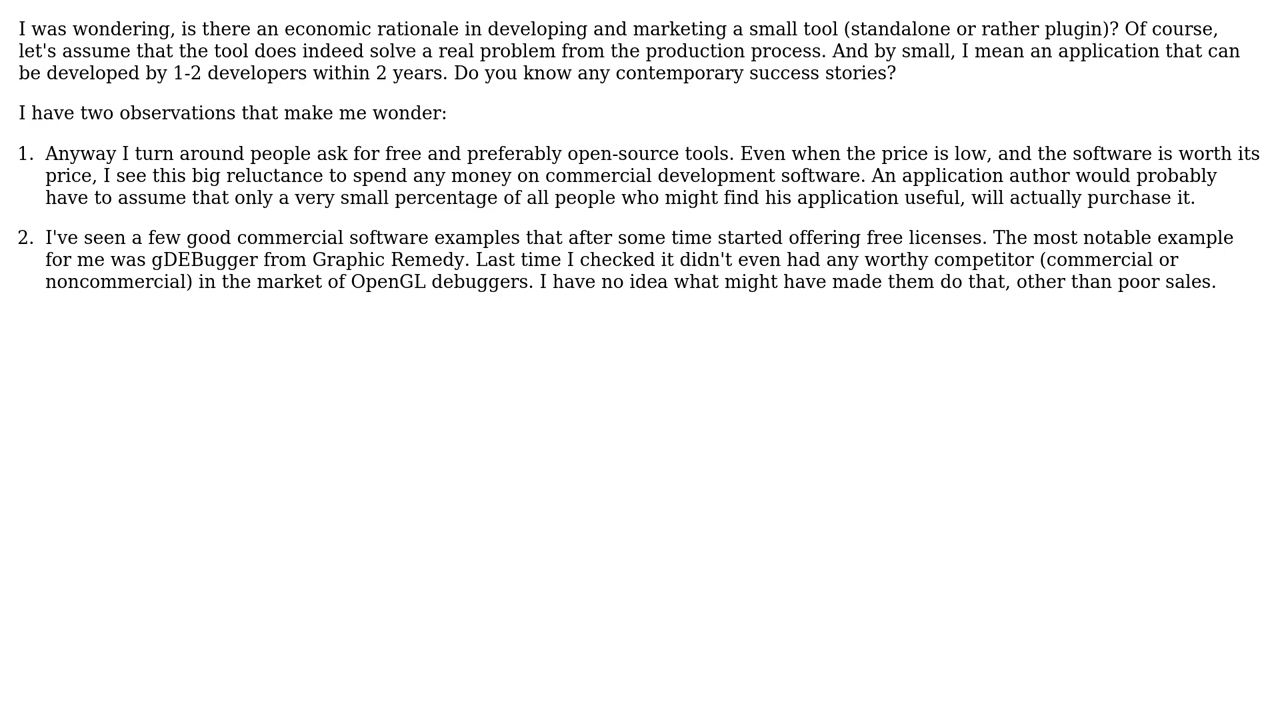 I was wondering, is there an economic rationale in developing and marketing a small tool (standalone or rather plugin)? Of course,
let's assume that the tool does indeed solve a real problem from the production process. And by small, I mean an application that can
be developed by 1-2 developers within 2 years. Do you know any contemporary success stories?
I have two observations that make me wonder:
1. Anyway I turn around people ask for free and preferably open-source tools. Even when the price is low, and the software is worth its
price, I see this big reluctance to spend any money on commercial development software. An application author would probably
have to assume that only a very small percentage of all people who might find his application useful, will actually purchase it.
2. I've seen a few good commercial software examples that after some time started offering free licenses. The most notable example
for me was gDEBugger from Graphic Remedy. Last time I checked it didn't even had any worthy competitor (commercial or
noncommercial) in the market of OpenGL debuggers. I have no idea what might have made them do that, other than poor sales.